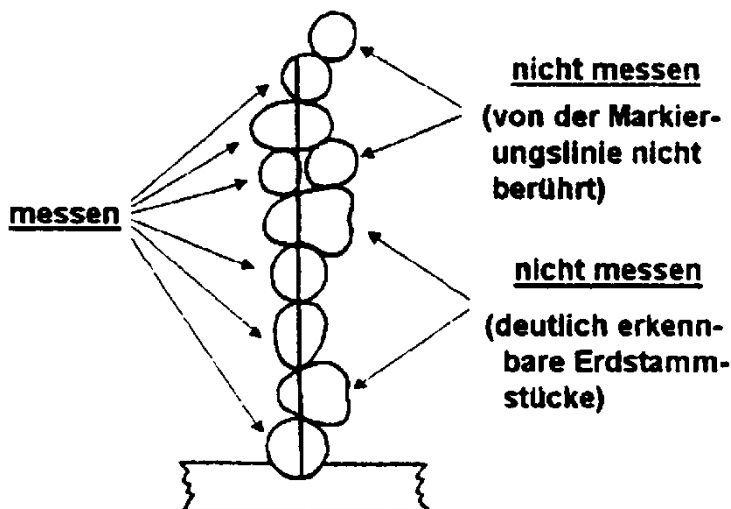 messen
nicht messen
(von der Markier-
ungslinie nicht
berührt)
nicht messen
(deutlich erkenn-
bare Erdstamm-
stücke)